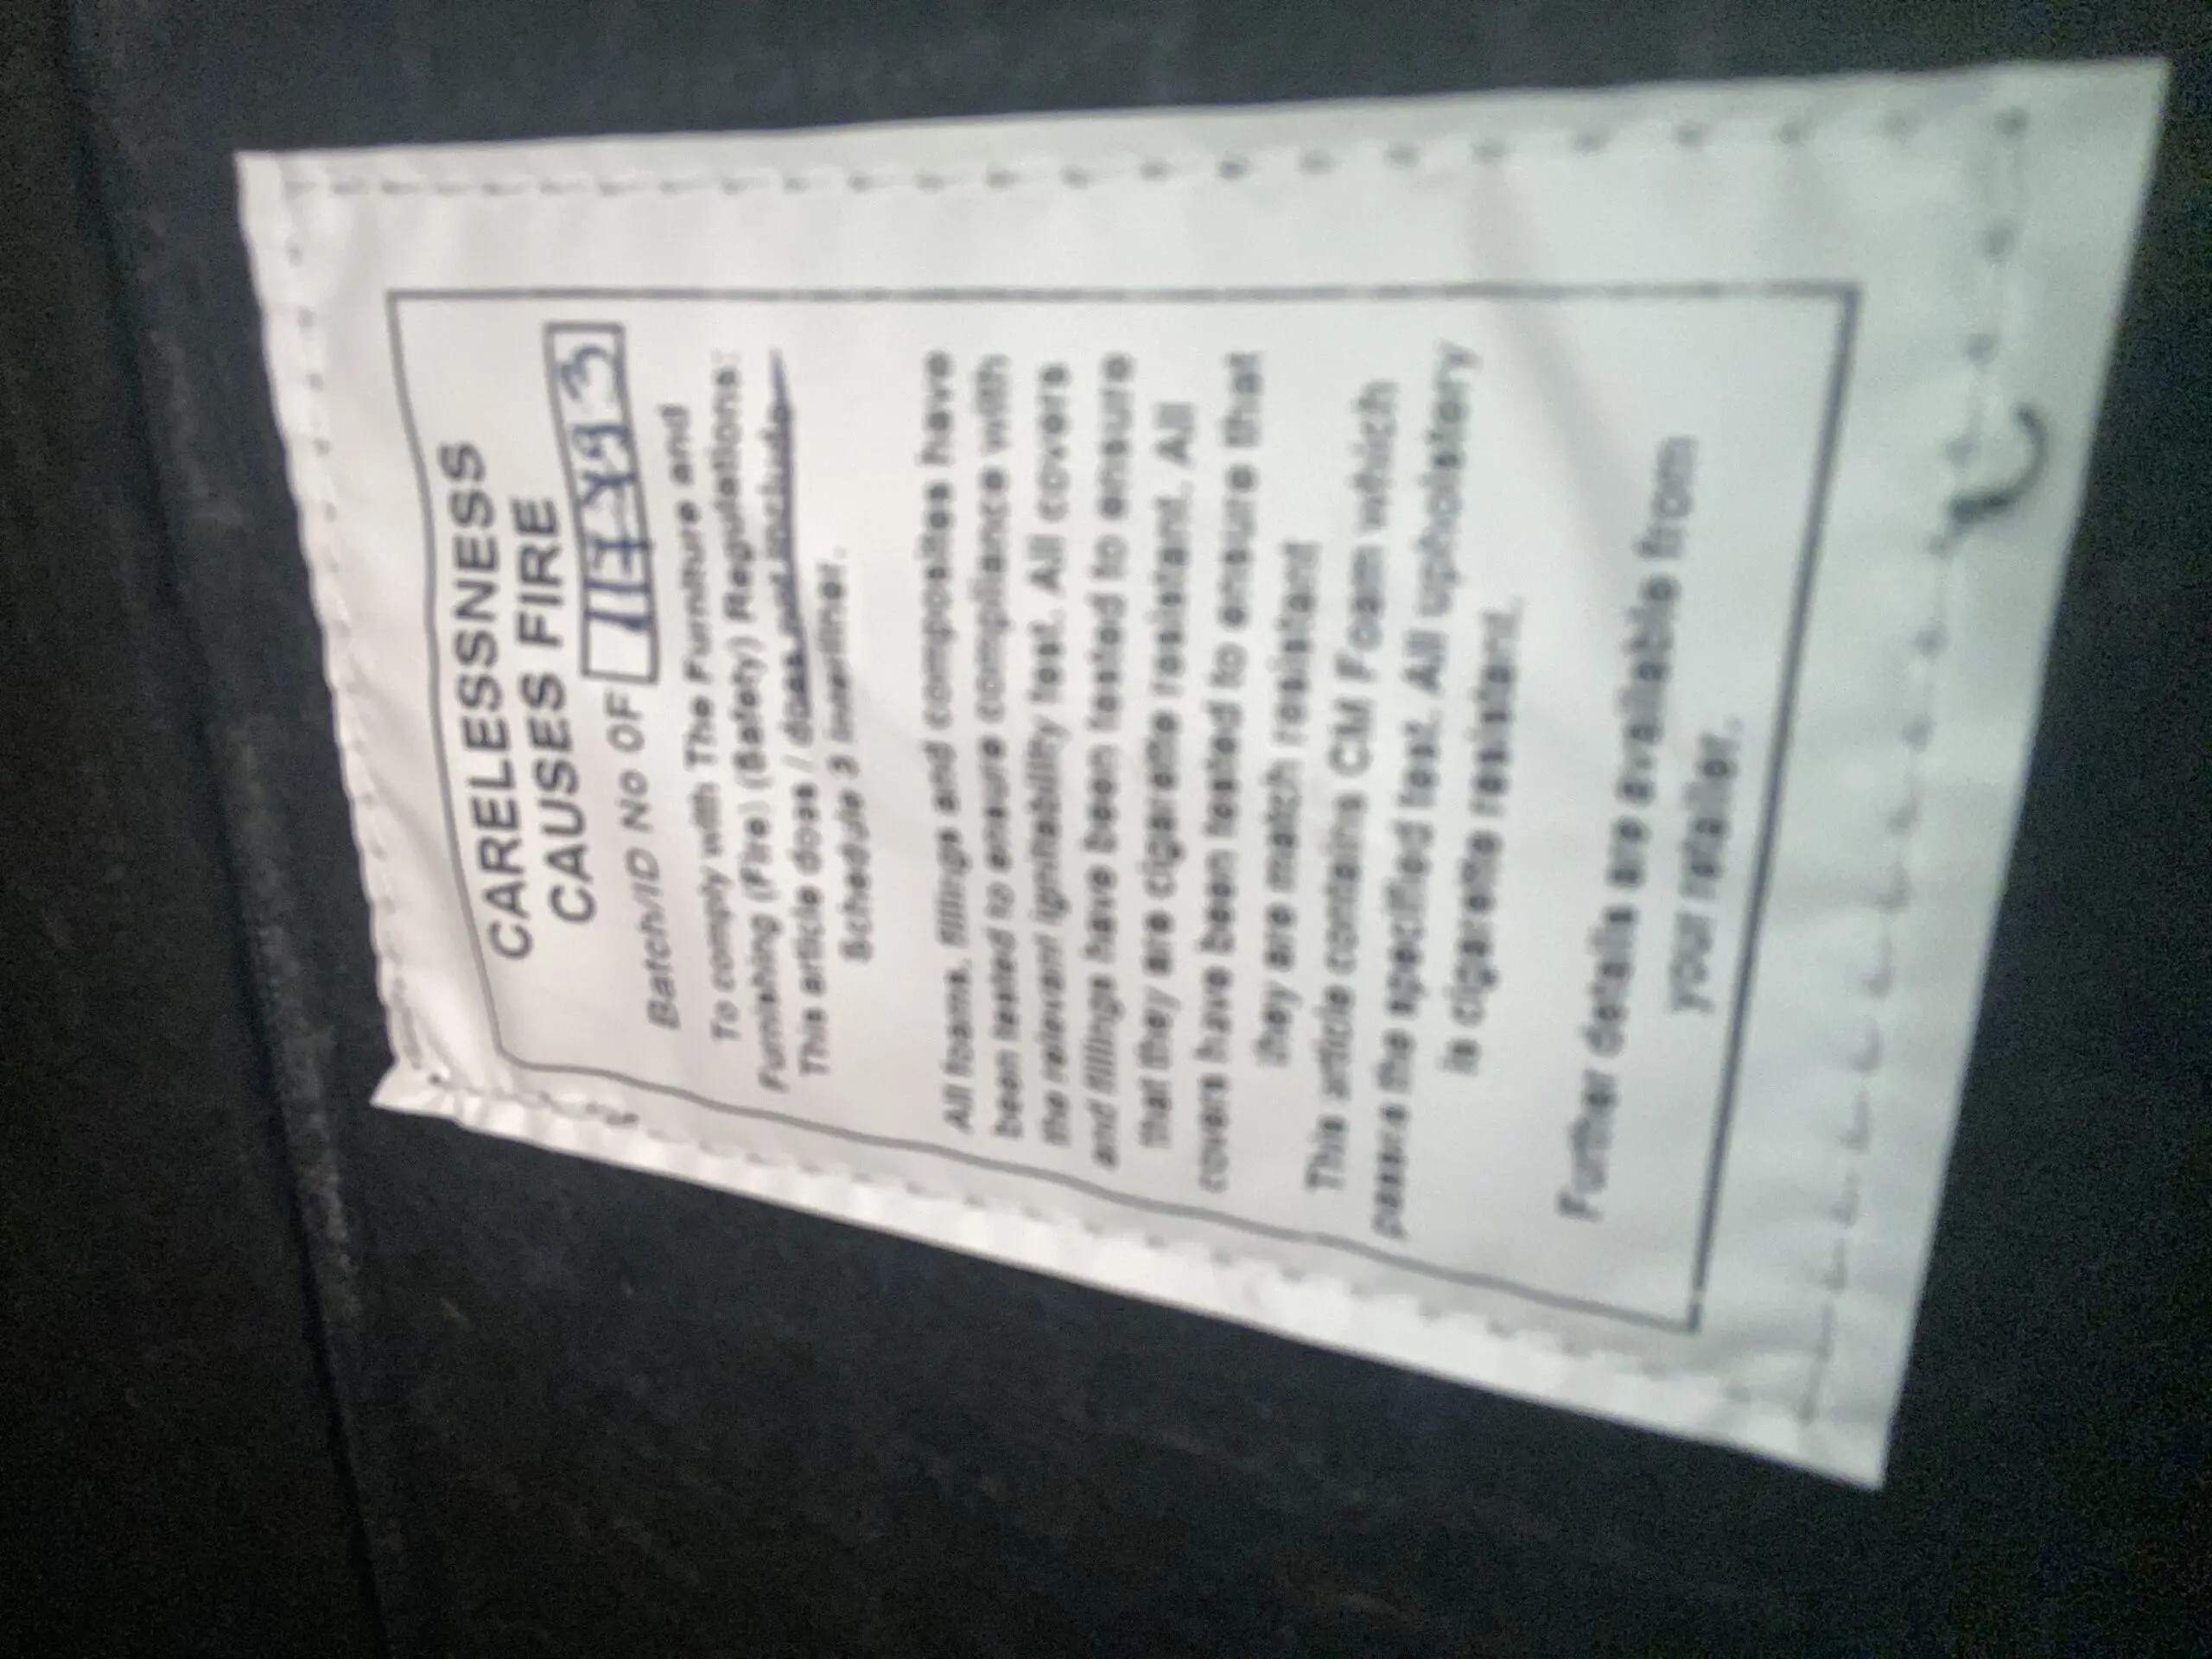 CARELESSNESS
CAUSES FIRE
Batch/ID No OF
To comply with The Furniture and
Furnishing (Fire) (Safety) Regulations:
This article does / does not include
Schedule 3 interliner.
All foams, fillings and composites have
been tested to ensure compliance with
the relevant ignitability test. All covers
and fillings have been tested to ensure
that they are cigarette resistant. All
covers have been tested to ensure that
they are match resistant
This article contains CM Foam which
passes the specified test. All upholstery
is cigarette resistant.
Further details are available from
your retailer.